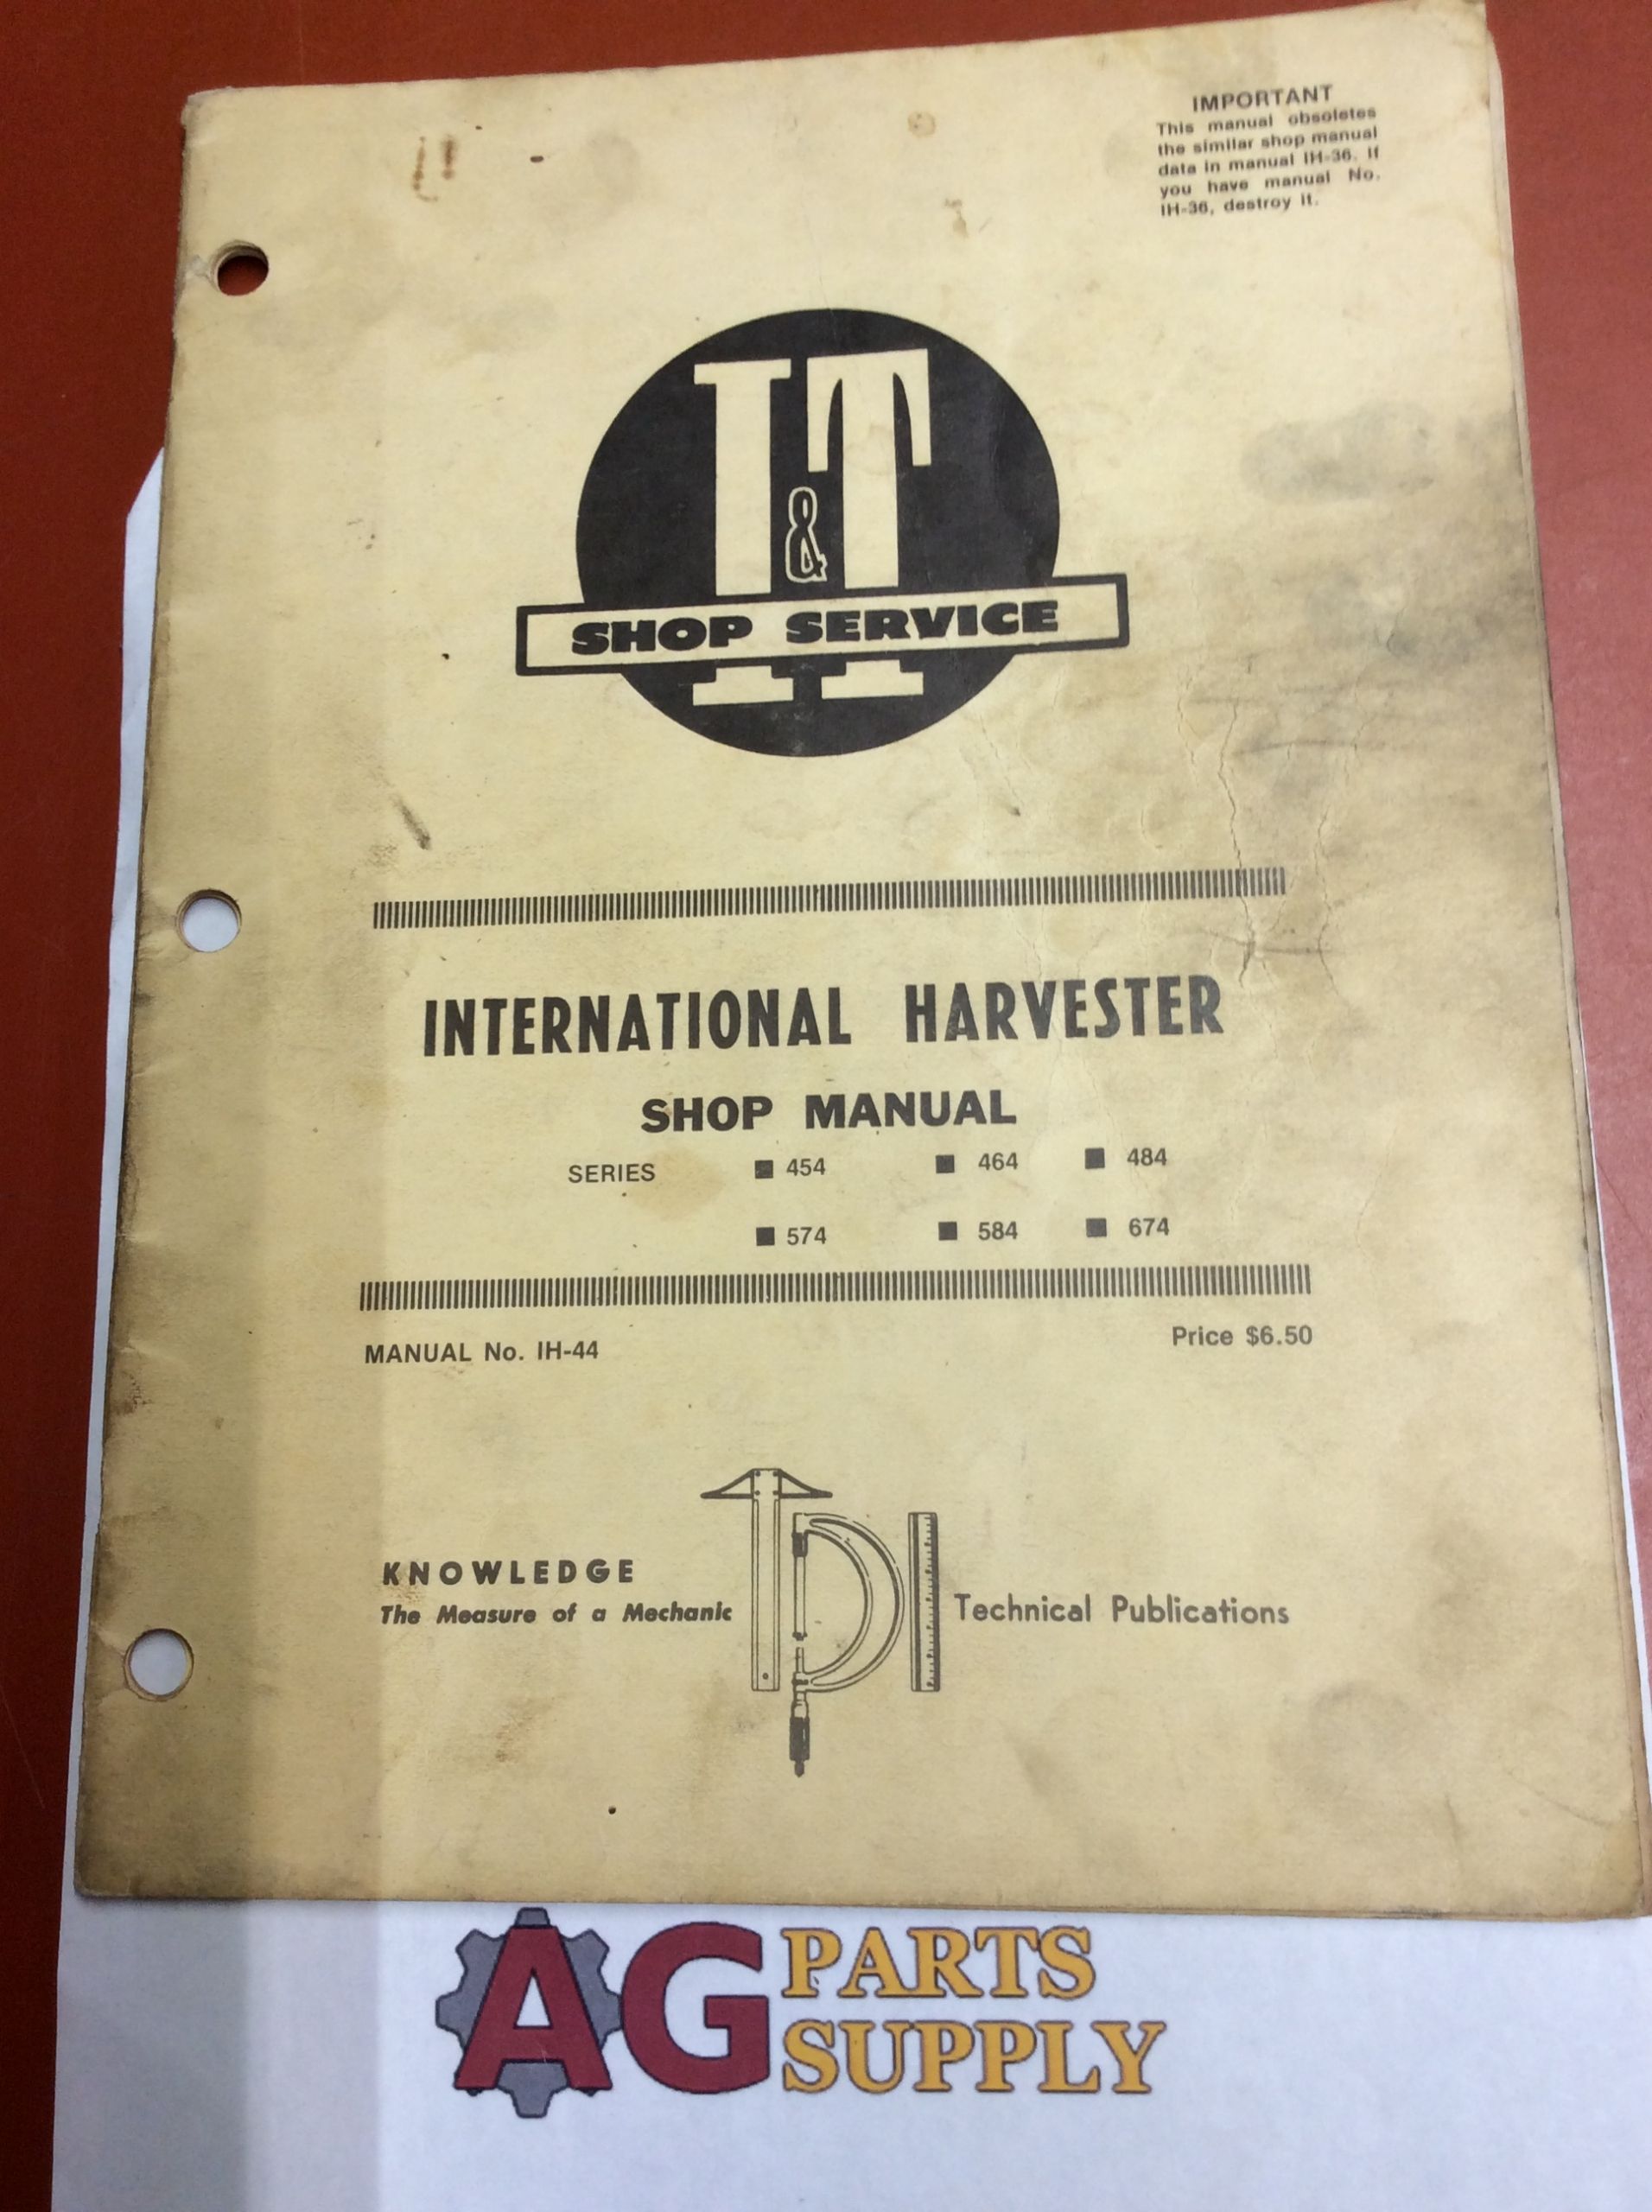 IMPORTANT
This manual obsoletes
the similar shop manual
data in manual IH-36. If
you have manual No.
IH-36, destroy it.
I&T
SHOP SERVICE
INTERNATIONAL HARVESTER
SHOP MANUAL
SERIES ■ 454 ■ 464 ■ 484
■ 574 ■ 584 ■ 674
MANUAL No. IH-44 Price $6.50
KNOWLEDGE
The Measure of a Mechanic
TPI Technical Publications
AG PARTS
SUPPLY